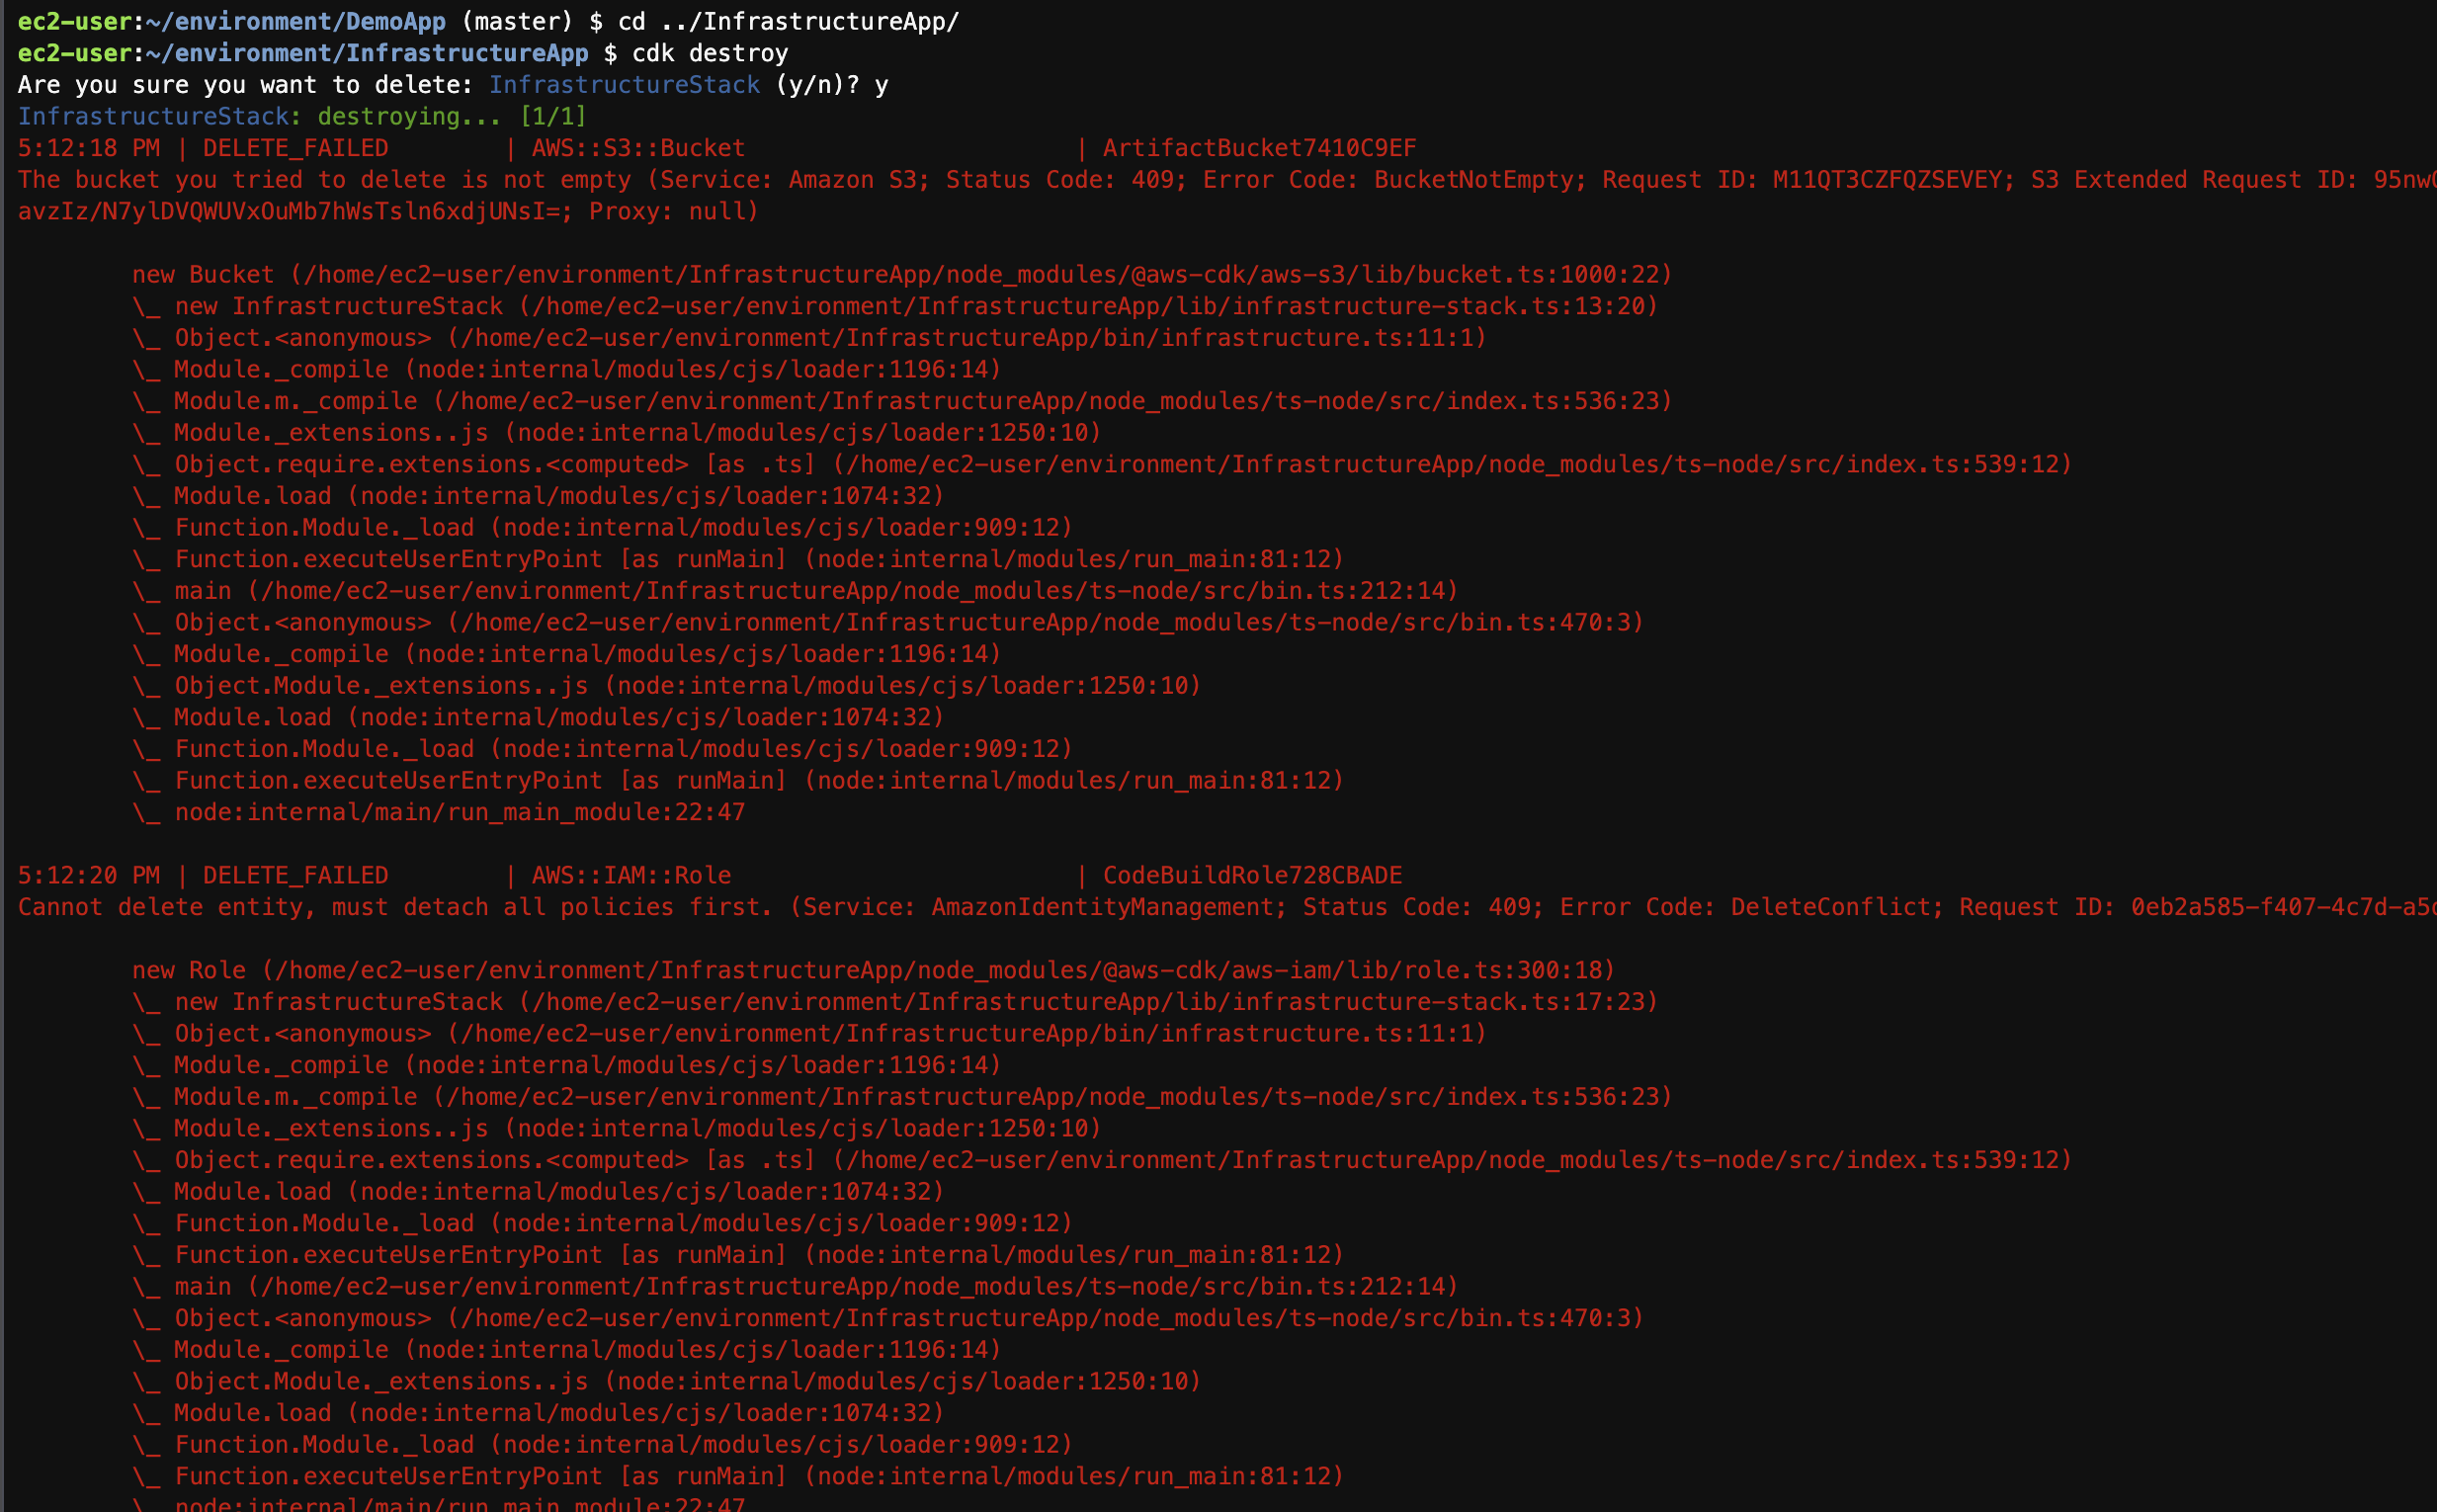 ec2-user:~/environment/DemoApp (master) $ cd ../InfrastructureApp/
ec2-user:~/environment/InfrastructureApp $ cdk destroy
Are you sure you want to delete: InfrastructureStack (y/n)? y
InfrastructureStack: destroying... [1/1]
5:12:18 PM | DELETE_FAILED        | AWS::S3::Bucket                       | ArtifactBucket7410C9EF
The bucket you tried to delete is not empty (Service: Amazon S3; Status Code: 409; Error Code: BucketNotEmpty; Request ID: M11QT3CZFQZSEVEY; S3 Extended Request ID: 95nw
avzIz/N7ylDVQWUVxOuMb7hWsTsln6xdjUNsI=; Proxy: null)
new Bucket (/home/ec2-user/environment/InfrastructureApp/node_modules/@aws-cdk/aws-s3/lib/bucket.ts:1000:22)
\_ new InfrastructureStack (/home/ec2-user/environment/InfrastructureApp/lib/infrastructure-stack.ts:13:20)
\_ Object.<anonymous> (/home/ec2-user/environment/InfrastructureApp/bin/infrastructure.ts:11:1)
\_ Module._compile (node:internal/modules/cjs/loader:1196:14)
\_ Module.m._compile (/home/ec2-user/environment/InfrastructureApp/node_modules/ts-node/src/index.ts:536:23)
\_ Module._extensions..js (node:internal/modules/cjs/loader:1250:10)
\_ Object.require.extensions.<computed> [as .ts] (/home/ec2-user/environment/InfrastructureApp/node_modules/ts-node/src/index.ts:539:12)
\_ Module.load (node:internal/modules/cjs/loader:1074:32)
\_ Function.Module._load (node:internal/modules/cjs/loader:909:12)
\_ Function.executeUserEntryPoint [as runMain] (node:internal/modules/run_main:81:12)
\_ main (/home/ec2-user/environment/InfrastructureApp/node_modules/ts-node/src/bin.ts:212:14)
\_ Object.<anonymous> (/home/ec2-user/environment/InfrastructureApp/node_modules/ts-node/src/bin.ts:470:3)
\_ Module._compile (node:internal/modules/cjs/loader:1196:14)
\_ Object.Module._extensions..js (node:internal/modules/cjs/loader:1250:10)
\_ Module.load (node:internal/modules/cjs/loader:1074:32)
\_ Function.Module._load (node:internal/modules/cjs/loader:909:12)
\_ Function.executeUserEntryPoint [as runMain] (node:internal/modules/run_main:81:12)
\_ node:internal/main/run_main_module:22:47
5:12:20 PM | DELETE_FAILED        | AWS::IAM::Role                        | CodeBuildRole728CBADE
Cannot delete entity, must detach all policies first. (Service: AmazonIdentityManagement; Status Code: 409; Error Code: DeleteConflict; Request ID: 0eb2a585-f407-4c7d-a5
new Role (/home/ec2-user/environment/InfrastructureApp/node_modules/@aws-cdk/aws-iam/lib/role.ts:300:18)
\_ new InfrastructureStack (/home/ec2-user/environment/InfrastructureApp/lib/infrastructure-stack.ts:17:23)
\_ Object.<anonymous> (/home/ec2-user/environment/InfrastructureApp/bin/infrastructure.ts:11:1)
\_ Module._compile (node:internal/modules/cjs/loader:1196:14)
\_ Module.m._compile (/home/ec2-user/environment/InfrastructureApp/node_modules/ts-node/src/index.ts:536:23)
\_ Module._extensions..js (node:internal/modules/cjs/loader:1250:10)
\_ Object.require.extensions.<computed> [as .ts] (/home/ec2-user/environment/InfrastructureApp/node_modules/ts-node/src/index.ts:539:12)
\_ Module.load (node:internal/modules/cjs/loader:1074:32)
\_ Function.Module._load (node:internal/modules/cjs/loader:909:12)
\_ Function.executeUserEntryPoint [as runMain] (node:internal/modules/run_main:81:12)
\_ main (/home/ec2-user/environment/InfrastructureApp/node_modules/ts-node/src/bin.ts:212:14)
\_ Object.<anonymous> (/home/ec2-user/environment/InfrastructureApp/node_modules/ts-node/src/bin.ts:470:3)
\_ Module._compile (node:internal/modules/cjs/loader:1196:14)
\_ Object.Module._extensions..js (node:internal/modules/cjs/loader:1250:10)
\_ Module.load (node:internal/modules/cjs/loader:1074:32)
\_ Function.Module._load (node:internal/modules/cjs/loader:909:12)
\_ Function.executeUserEntryPoint [as runMain] (node:internal/modules/run_main:81:12)
\_ node:internal/main/run_main_module:22:47